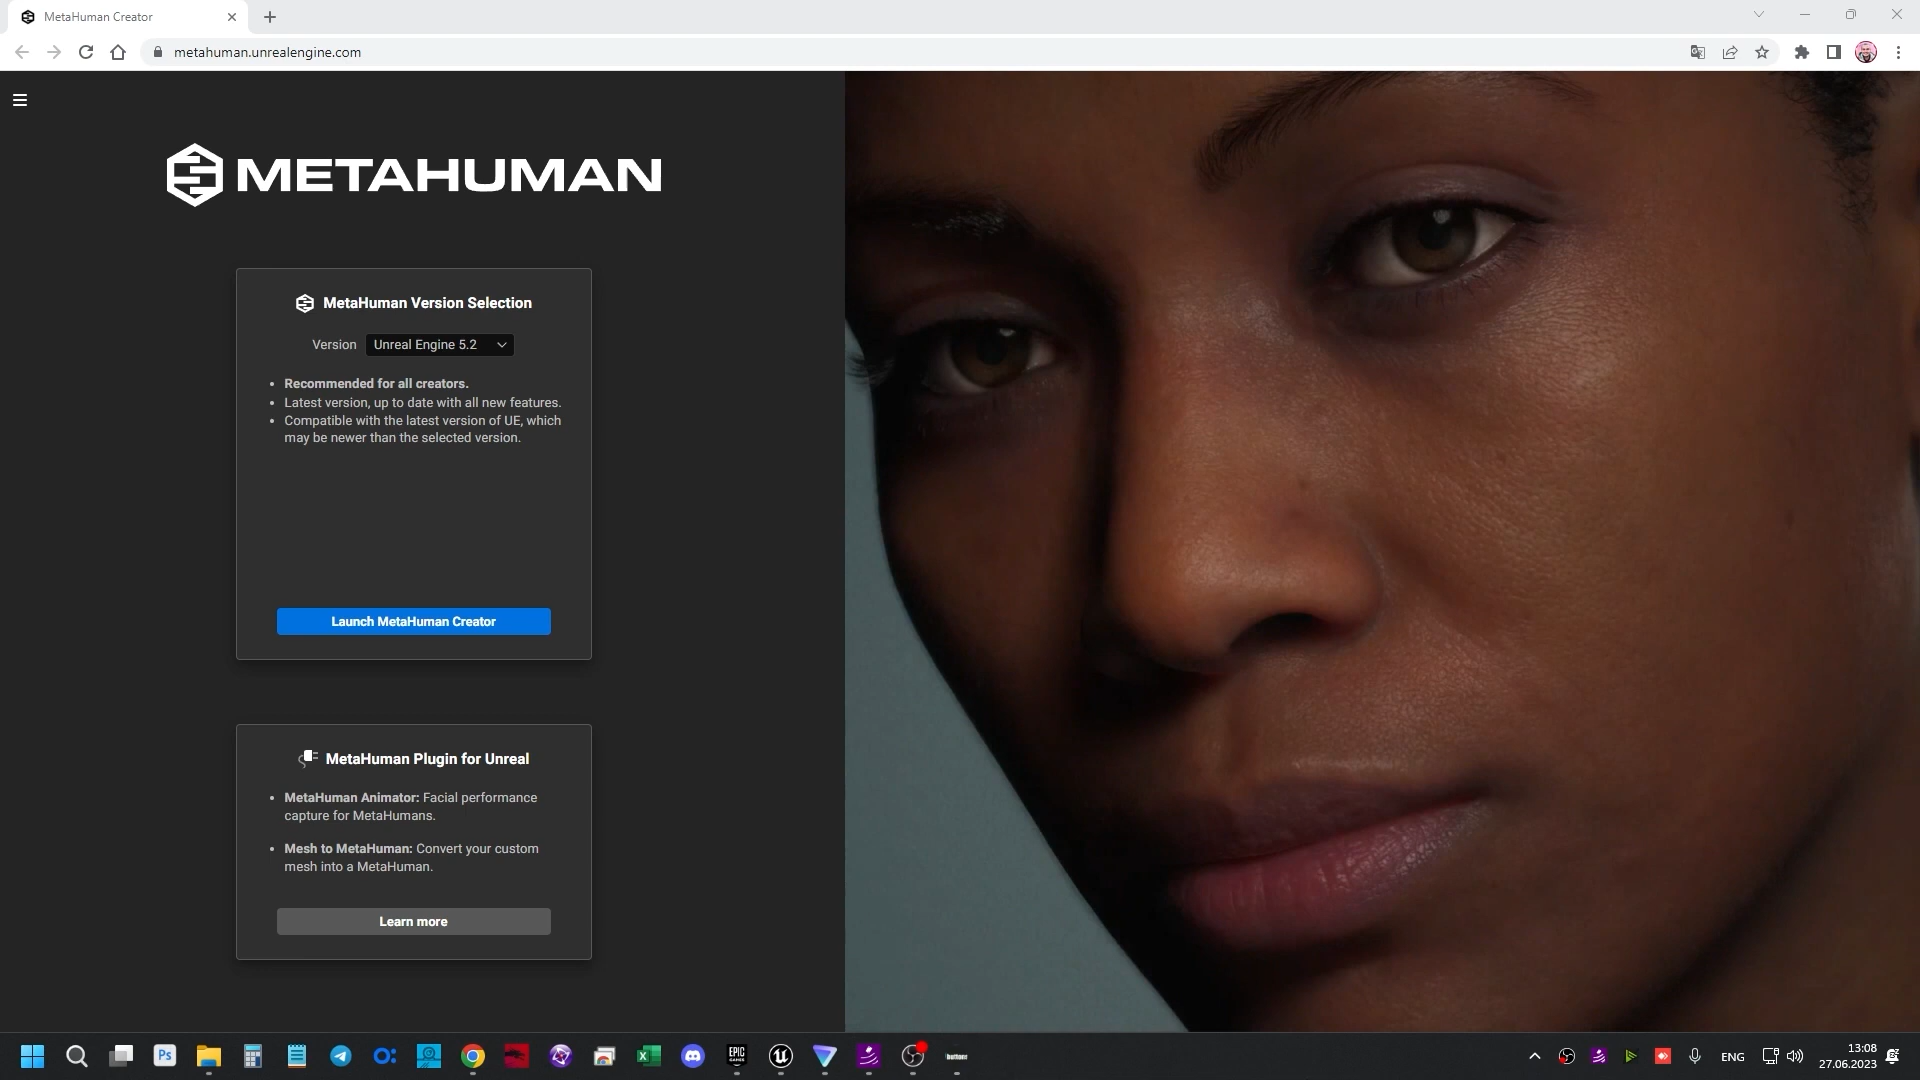 MetaHuman Creator
metahuman.unrealengine.com
METAHUMAN
MetaHuman Version Selection
Version Unreal Engine 5.2
Recommended for all creators.
Latest version, up to date with all new features.
Compatible with the latest version of UE, which
may be newer than the selected version.
Launch MetaHuman Creator
MetaHuman Plugin for Unreal
MetaHuman Animator: Facial performance
capture for MetaHumans.
Mesh to MetaHuman: Convert your custom
mesh into a MetaHuman.
Learn more
Ps
EPIC
GAMES
ENG
13:08
27.06.2023